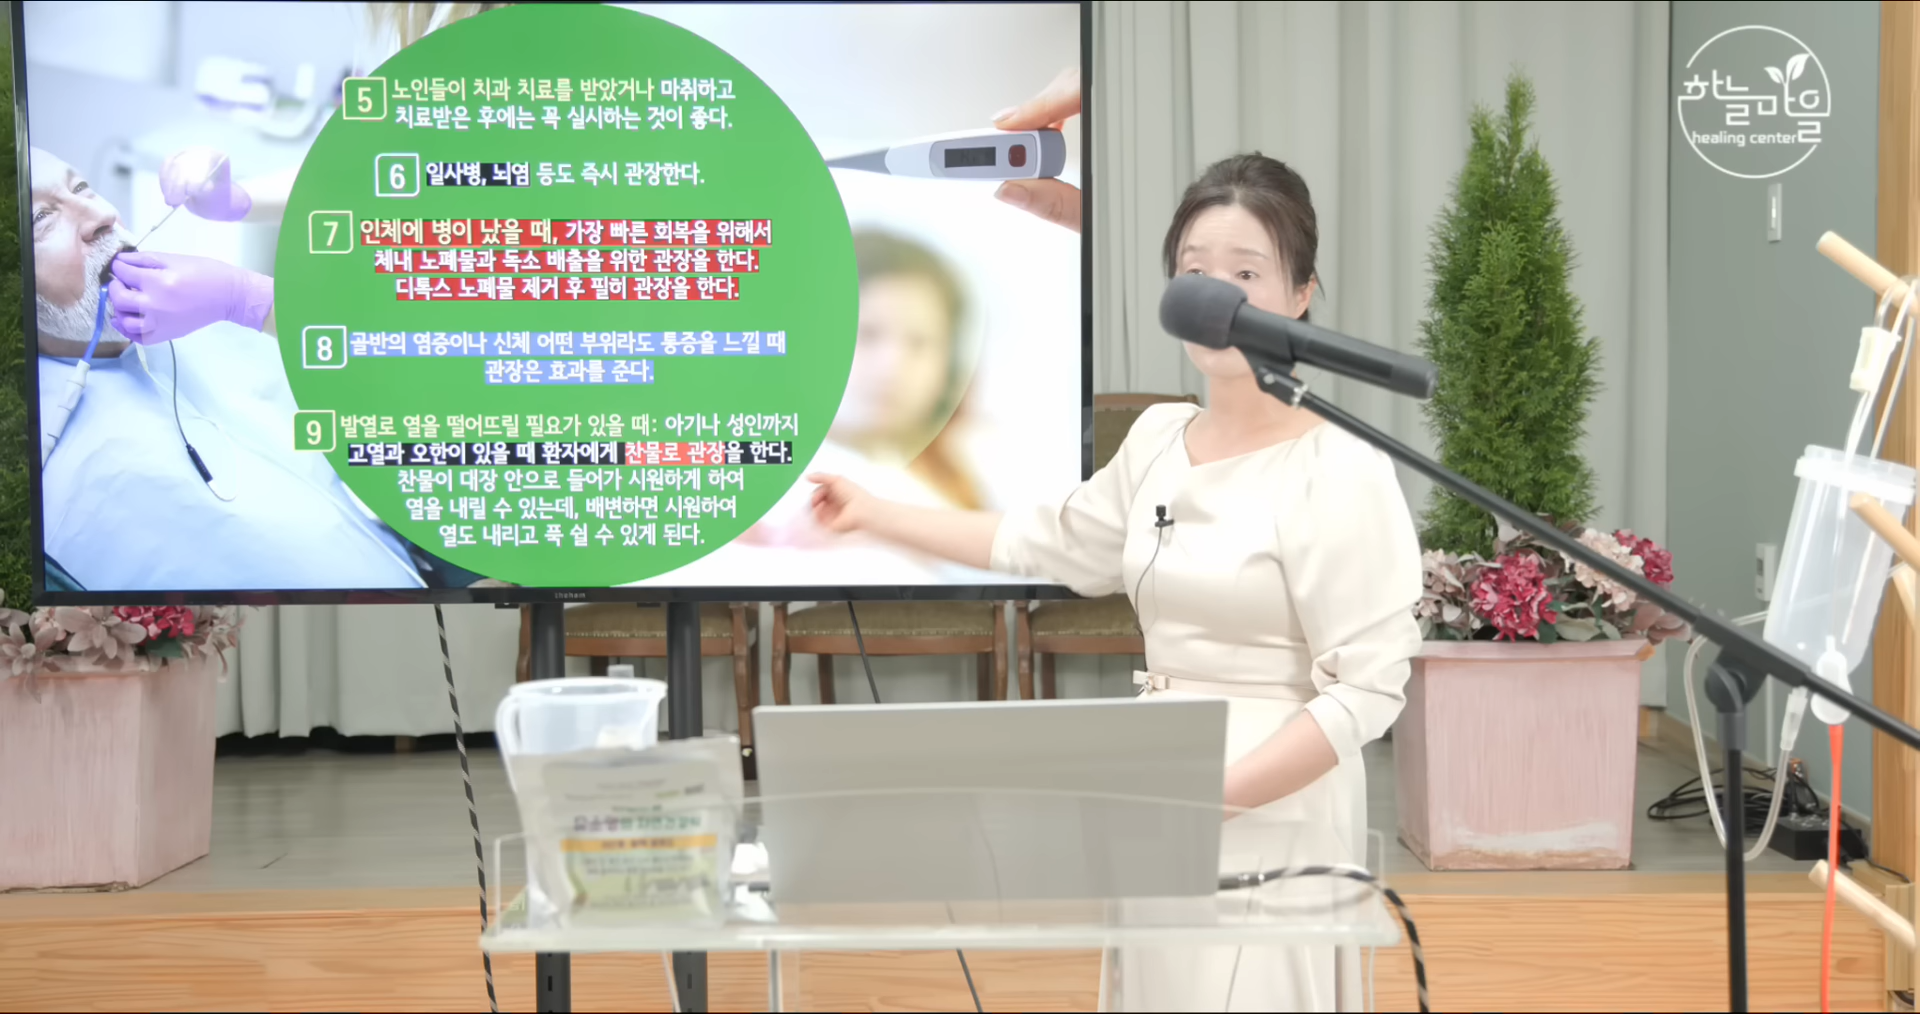 5 노인들이 치과 치료를 받았거나 마취하고
치료받은 후에는 꼭 실시하는 것이 좋다.
6 일사병, 뇌염 등도 즉시 관장한다.
7 인체에 병이 났을 때, 가장 빠른 회복을 위해서
체내 노폐물과 독소 배출을 위한 관장을 한다.
디톡스 노폐물 제거 후 필히 관장을 한다.
8 골반의 염증이나 신체 어떤 부위라도 통증을 느낄 때
관장은 효과를 준다.
9 발열로 열을 떨어뜨릴 필요가 있을 때: 아기나 성인까지
고열과 오한이 있을 때 환자에게 찬물로 관장을 한다.
찬물이 대장 안으로 들어가 시원하게 하여
열을 내릴 수 있는데, 배변하면 시원하여
열도 내리고 푹 쉴 수 있게 된다.
하늘마을
healing center